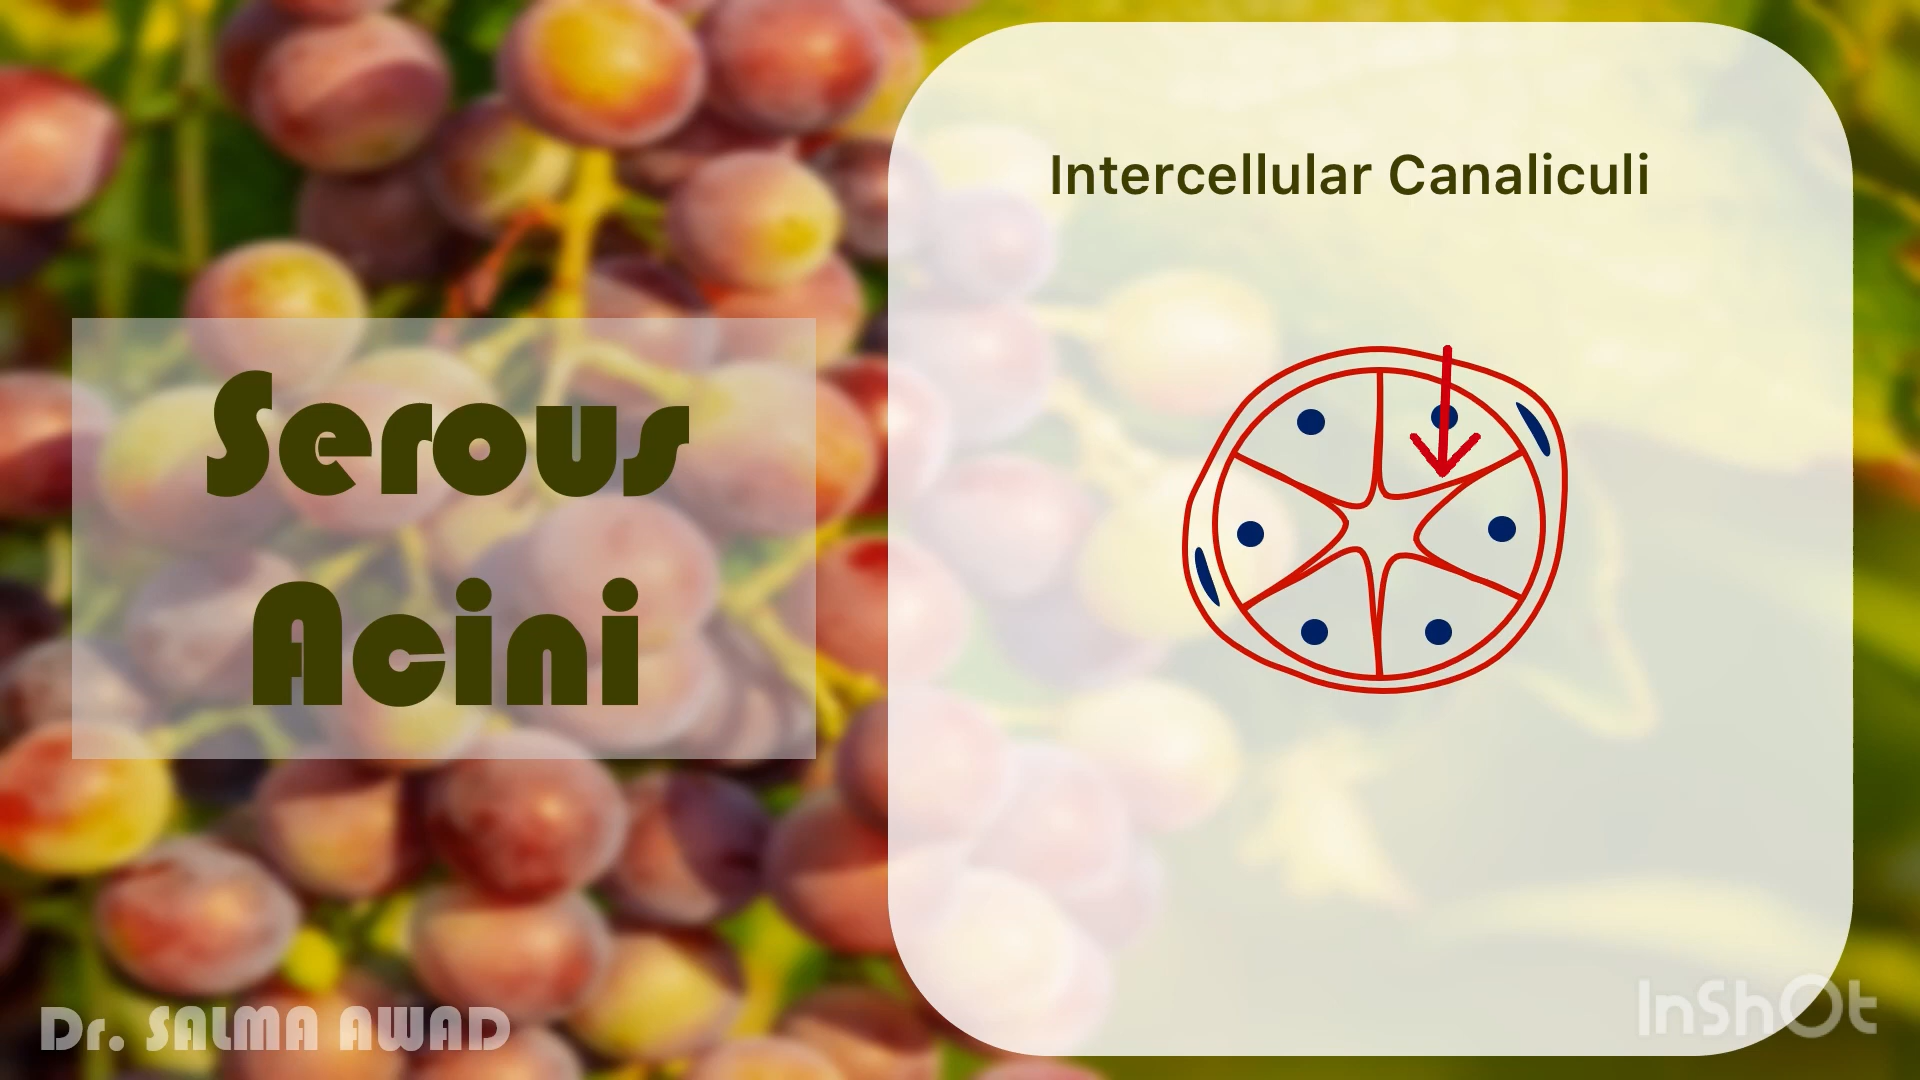 Serous
Acini
Intercellular Canaliculi
Dr. SALMA AWAD
InShOt